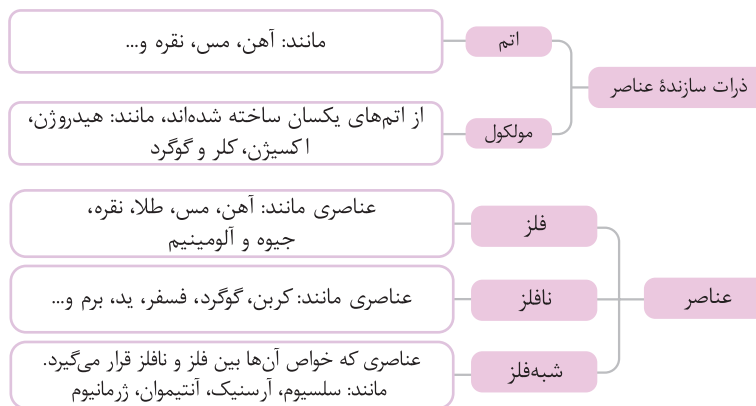 ذرات سازندهٔ عناصر
اتم
مانند: آهن، مس، نقره و...
مولکول
از اتم‌های یکسان ساخته شده‌اند، مانند: هیدروژن،
اکسیژن، کلر و گوگرد
عناصر
فلز
عناصری مانند: آهن، مس، طلا، نقره،
جیوه و آلومینیم
نافلز
عناصری مانند: کربن، گوگرد، فسفر، ید، برم و...
شبه‌فلز
عناصری که خواص آن‌ها بین فلز و نافلز قرار می‌گیرد.
مانند: سلسیوم، آرسنیک، آنتیموان، ژرمانیوم